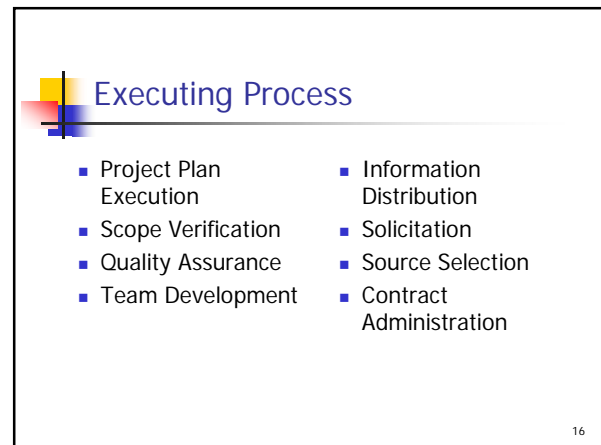 Executing Process
Project Plan
Execution
Scope Verification
Quality Assurance
Team Development
Information
Distribution
Solicitation
Source Selection
Contract
Administration
16